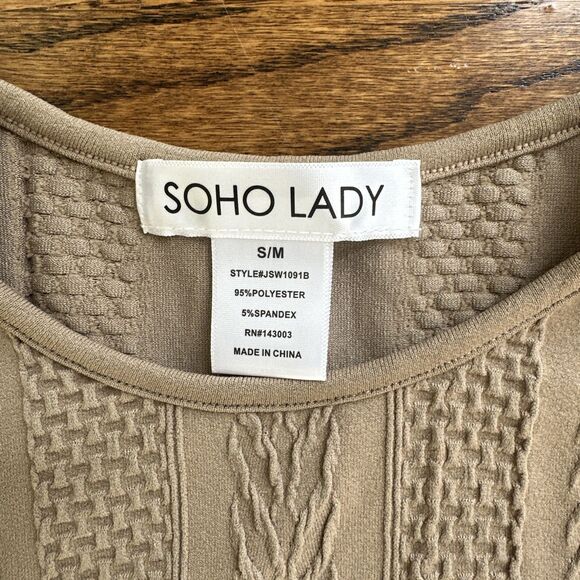 SOHO LADY
S/M
STYLE#JSW1091B
95%POLYESTER
5%SPANDEX
RN#143003
MADE IN CHINA